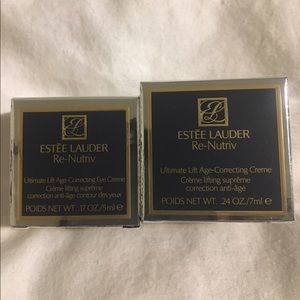 ESTĒE LAUDER
Re-Nutriv
Ultimate Lift Age-Correcting Eye Creme
Crème lifting suprême
correction anti-âge contour des yeux
POIDS NET WT. .17 OZ./5ml e
ESTĒE LAUDER
Re-Nutriv
Ultimate Lift Age-Correcting Creme
Crème lifting suprême
correction anti-âge
POIDS NET WT. .24 OZ./7ml e